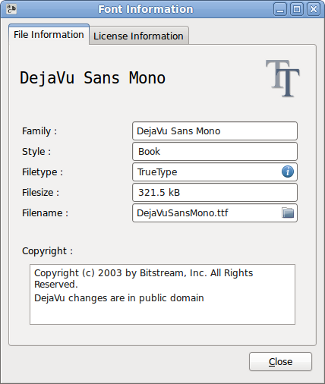 Font Information
File Information
License Information
DejaVu Sans Mono
TT
Family : DejaVu Sans Mono
Style : Book
Filetype : TrueType
Filesize : 321.5 kB
Filename : DejaVuSansMono.ttf
Copyright :
Copyright (c) 2003 by Bitstream, Inc. All Rights
Reserved.
DejaVu changes are in public domain
Close